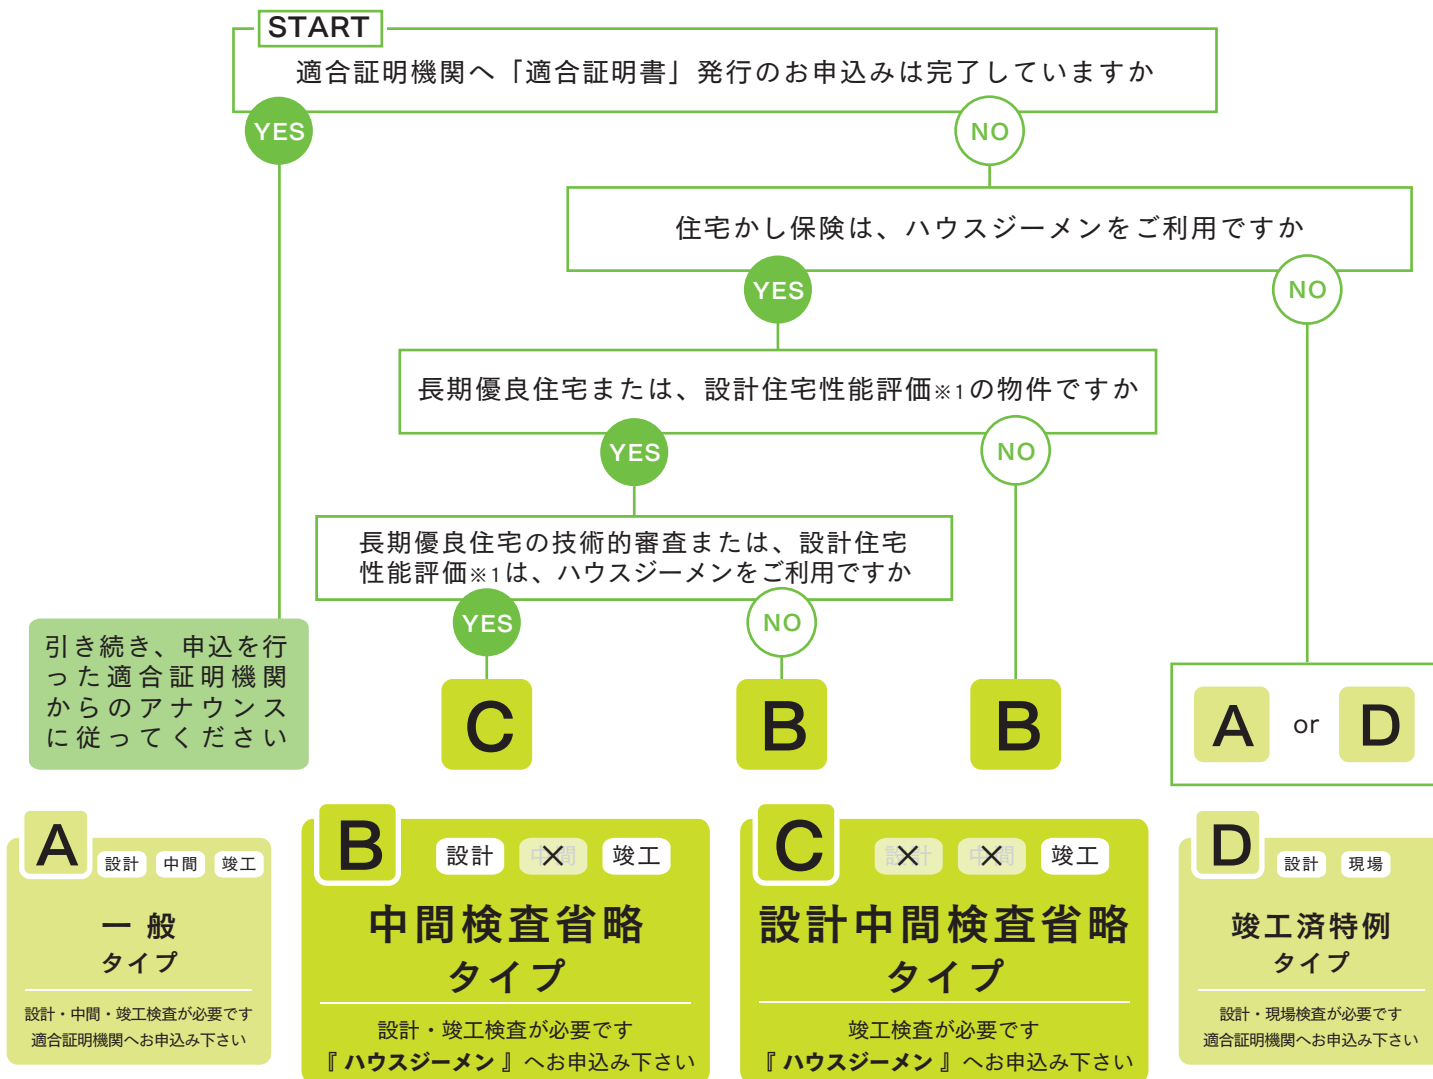 START
適合証明機関へ「適合証明書」発行のお申込みは完了していますか
YES
NO
住宅かし保険は、ハウスジーメンをご利用ですか
YES
NO
長期優良住宅または、設計住宅性能評価※1の物件ですか
YES
NO
長期優良住宅の技術的審査または、設計住宅
性能評価※1は、ハウスジーメンをご利用ですか
YES
NO
引き続き、申込を行
った適合証明機関
からのアナウンス
に従ってください
C
B
B
A or D
A
設計 中間 竣工
一般
タイプ
設計・中間・竣工検査が必要です
適合証明機関へお申込み下さい
B
設計 中間 竣工
中間検査省略
タイプ
設計・竣工検査が必要です
『ハウスジーメン』へお申込み下さい
C
設計 中間 竣工
設計中間検査省略
タイプ
竣工検査が必要です
『ハウスジーメン』へお申込み下さい
D
設計 現場
竣工済特例
タイプ
設計・現場検査が必要です
適合証明機関へお申込み下さい